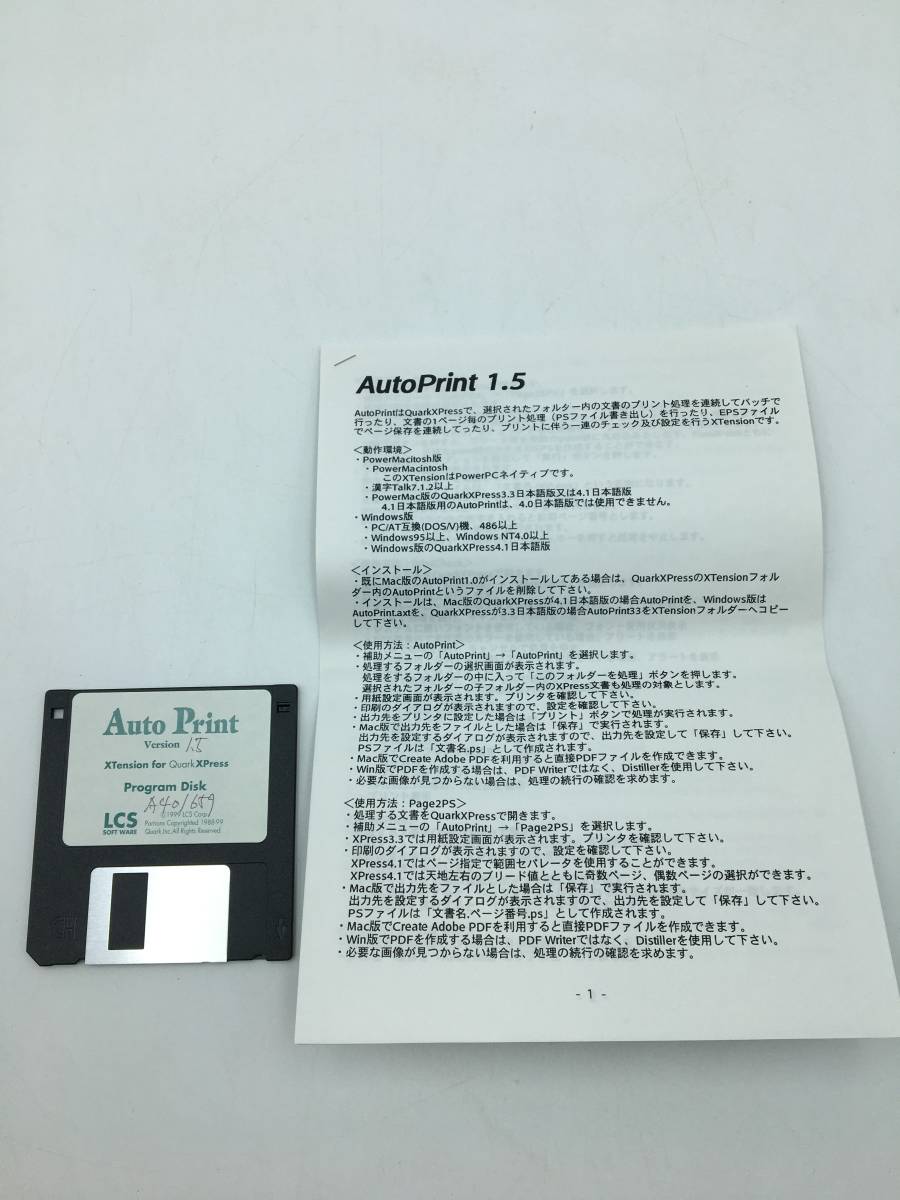 Auto Print
Version 1.5
XTension for QuarkXPress
Program Disk
A401659
©1999 LCS Corp.
LCS
SOFT WARE
Portions Copyrighted 1988-99
Quark Inc, All Rights Reserved
AutoPrint 1.5
AutoPrintはQuarkXPressで、選択されたフォルダー内の文書のプリント処理を連続してバッチで
行ったり、文書の1ページ毎のプリント処理（PSファイル書き出し）を行ったり、EPSファイル
でページ保存を連続してったり、プリントに伴う一連のチェック及び設定を行うXTensionです。
＜動作環境＞
・PowerMacitosh版
・PowerMacintosh
このXTensionはPowerPCネイティブです。
・漢字Talk7.1.2以上
・PowerMac版のQuarkXPress3.3日本語版又は4.1日本語版
4.1日本語版用のAutoPrintは、4.0日本語版では使用できません。
・Windows版
・PC/AT互換(DOS/V)機、486以上
・Windows95以上、Windows NT4.0以上
・Windows版のQuarkXPress4.1日本語版
＜インストール＞
・既にMac版のAutoPrint1.0がインストールしてある場合は、QuarkXPressのXTensionフォル
ダー内のAutoPrintというファイルを削除して下さい。
・インストールは、Mac版のQuarkXPressが4.1日本語版の場合AutoPrintを、Windows版は
AutoPrint.axtを、QuarkXPressが3.3日本語版の場合AutoPrint33をXTensionフォルダーへコピー
して下さい。
＜使用方法：AutoPrint＞
・補助メニューの「AutoPrint」→「AutoPrint」を選択します。
・処理するフォルダーの選択画面が表示されます。
処理をするフォルダーの中に入って「このフォルダーを処理」ボタンを押します。
選択されたフォルダーの子フォルダー内のXPress文書も処理の対象とします。
・用紙設定画面が表示されます。プリンタを確認して下さい。
・印刷のダイアログが表示されますので、設定を確認して下さい。
・出力先をプリンタに設定した場合は「プリント」ボタンで処理が実行されます。
・Mac版で出力先をファイルとした場合は「保存」で実行されます。
出力先を設定するダイアログが表示されますので、出力先を設定して「保存」して下さい。
PSファイルは「文書名.ps」として作成されます。
・Mac版でCreate Adobe PDFを利用すると直接PDFファイルを作成できます。
・Win版でPDFを作成する場合は、PDF Writerではなく、Distillerを使用して下さい。
・必要な画像が見つからない場合は、処理の続行の確認を求めます。
＜使用方法：Page2PS＞
・処理する文書をQuarkXPressで開きます。
・補助メニューの「AutoPrint」→「Page2PS」を選択します。
・XPress3.3では用紙設定画面が表示されます。プリンタを確認して下さい。
・印刷のダイアログが表示されますので、設定を確認して下さい。
XPress4.1ではページ指定で範囲セパレータを使用することができます。
XPress4.1では天地左右のブリード値とともに奇数ページ、偶数ページの選択ができます。
・Mac版で出力先をファイルとした場合は「保存」で実行されます。
出力先を設定するダイアログが表示されますので、出力先を設定して「保存」して下さい。
PSファイルは「文書名.ページ番号.ps」として作成されます。
・Mac版でCreate Adobe PDFを利用すると直接PDFファイルを作成できます。
・Win版でPDFを作成する場合は、PDF Writerではなく、Distillerを使用して下さい。
・必要な画像が見つからない場合は、処理の続行の確認を求めます。
- 1 -